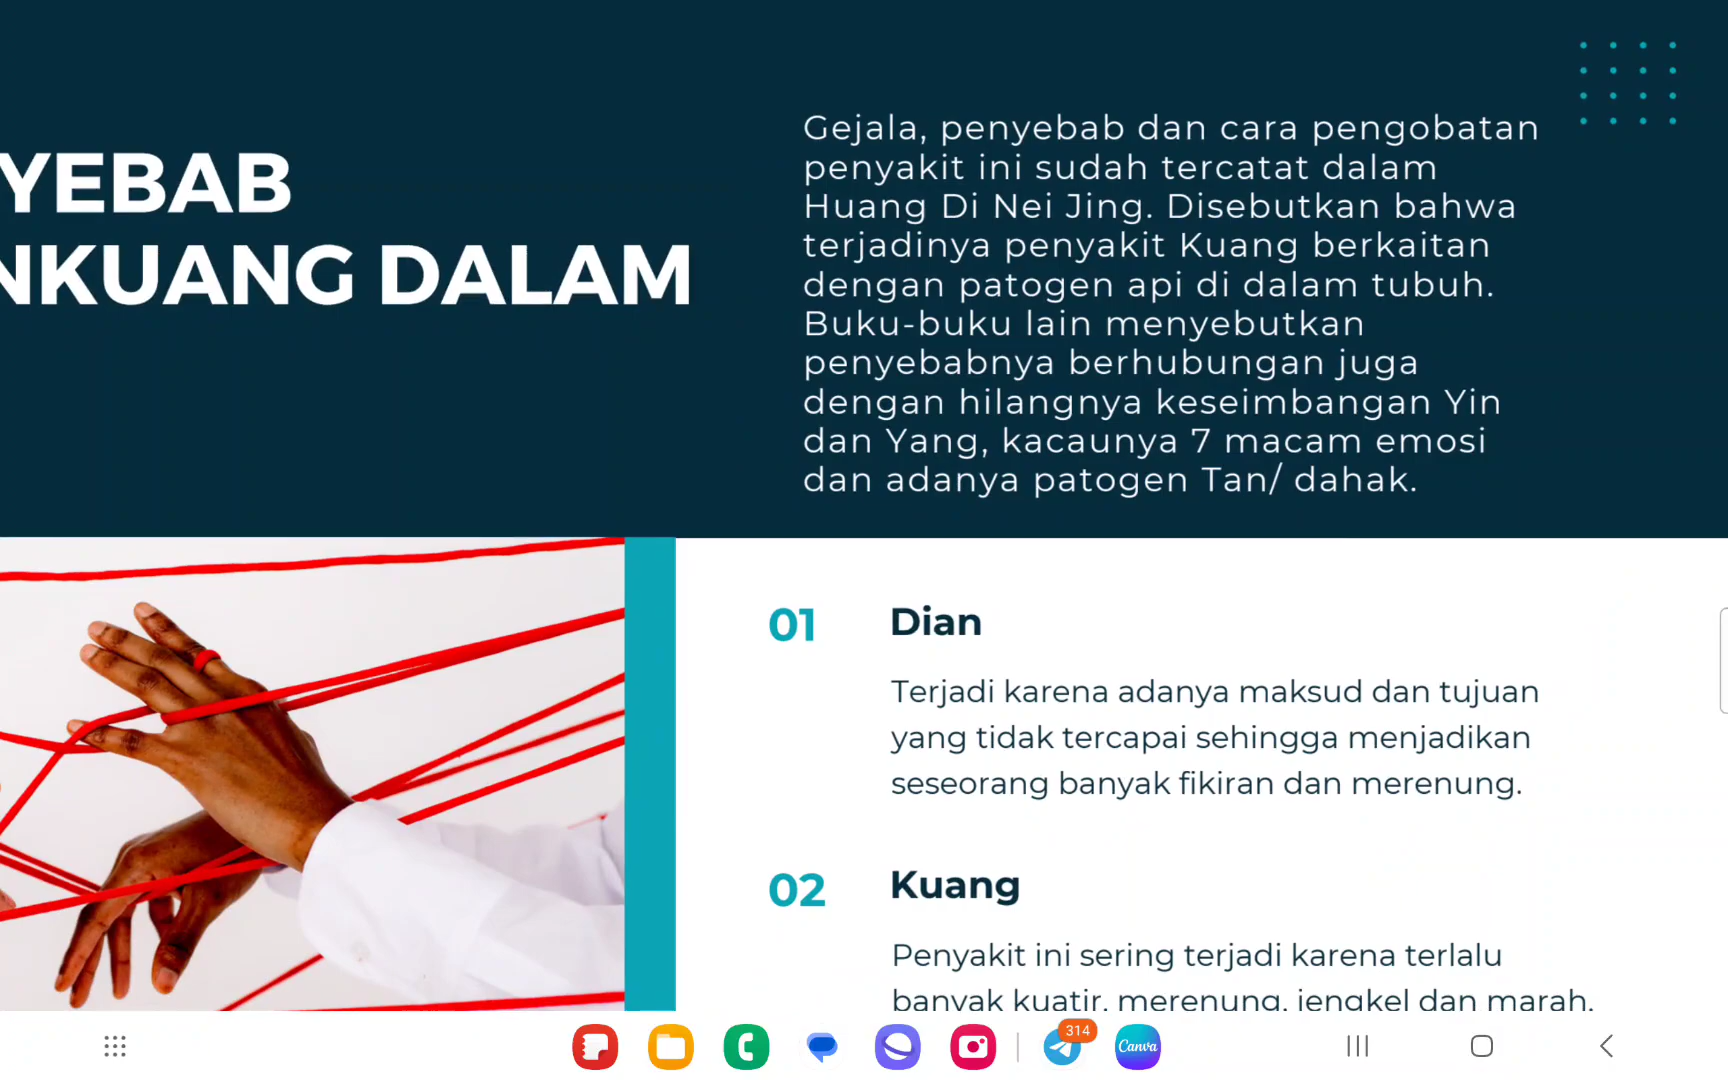 YEBAB
NKUANG DALAM
Gejala, penyebab dan cara pengobatan
penyakit ini sudah tercatat dalam
Huang Di Nei Jing. Disebutkan bahwa
terjadinya penyakit Kuang berkaitan
dengan patogen api di dalam tubuh.
Buku-buku lain menyebutkan
penyebabnya berhubungan juga
dengan hilangnya keseimbangan Yin
dan Yang, kacaunya 7 macam emosi
dan adanya patogen Tan/ dahak.
01 Dian
Terjadi karena adanya maksud dan tujuan
yang tidak tercapai sehingga menjadikan
seseorang banyak fikiran dan merenung.
02 Kuang
Penyakit ini sering terjadi karena terlalu
banyak kuatir, merenung, jengkel dan marah.
314
Canva